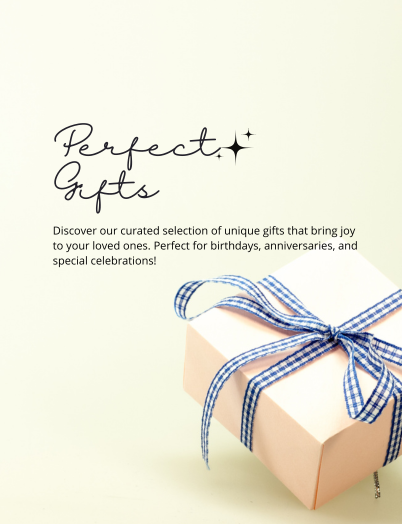 Perfect
Gifts
Discover our curated selection of unique gifts that bring joy
to your loved ones. Perfect for birthdays, anniversaries, and
special celebrations!